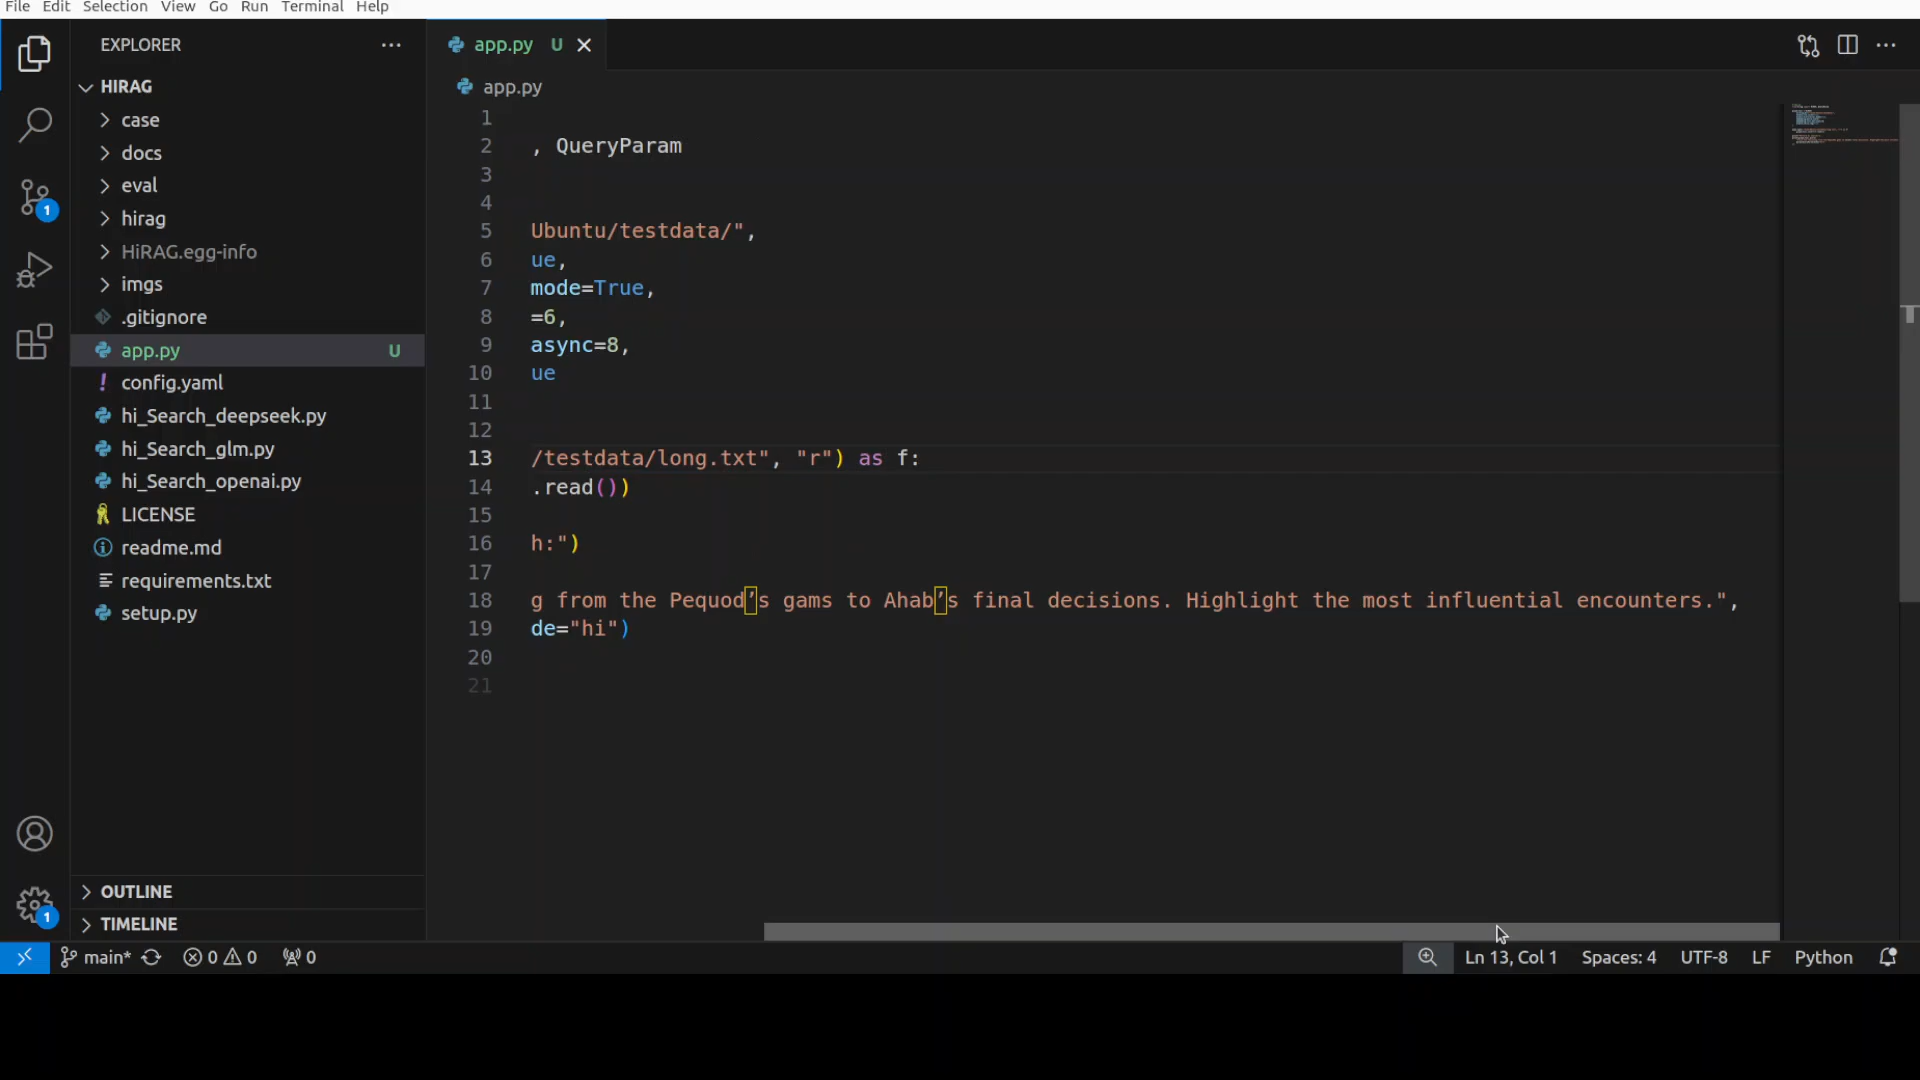 File Edit Selection View Go Run Terminal Help
EXPLORER
HIRAG
case
docs
eval
hirag
HiRAG.egg-info
imgs
.gitignore
app.py U
config.yaml
hi_Search_deepseek.py
hi_Search_glm.py
hi_Search_openai.py
LICENSE
readme.md
requirements.txt
setup.py
OUTLINE
TIMELINE
1
1
app.py U
app.py
1
2 , QueryParam
3
4
5 Ubuntu/testdata/",
6 ue,
7 mode=True,
8 =6,
9 async=8,
10 ue
11
12
13 /testdata/long.txt", "r") as f:
14 .read())
15
16 h:")
17
18 g from the Pequod’s gams to Ahab’s final decisions. Highlight the most influential encounters.",
19 de="hi")
20
21
main* 0 0 0 Ln 13, Col 1 Spaces: 4 UTF-8 LF Python